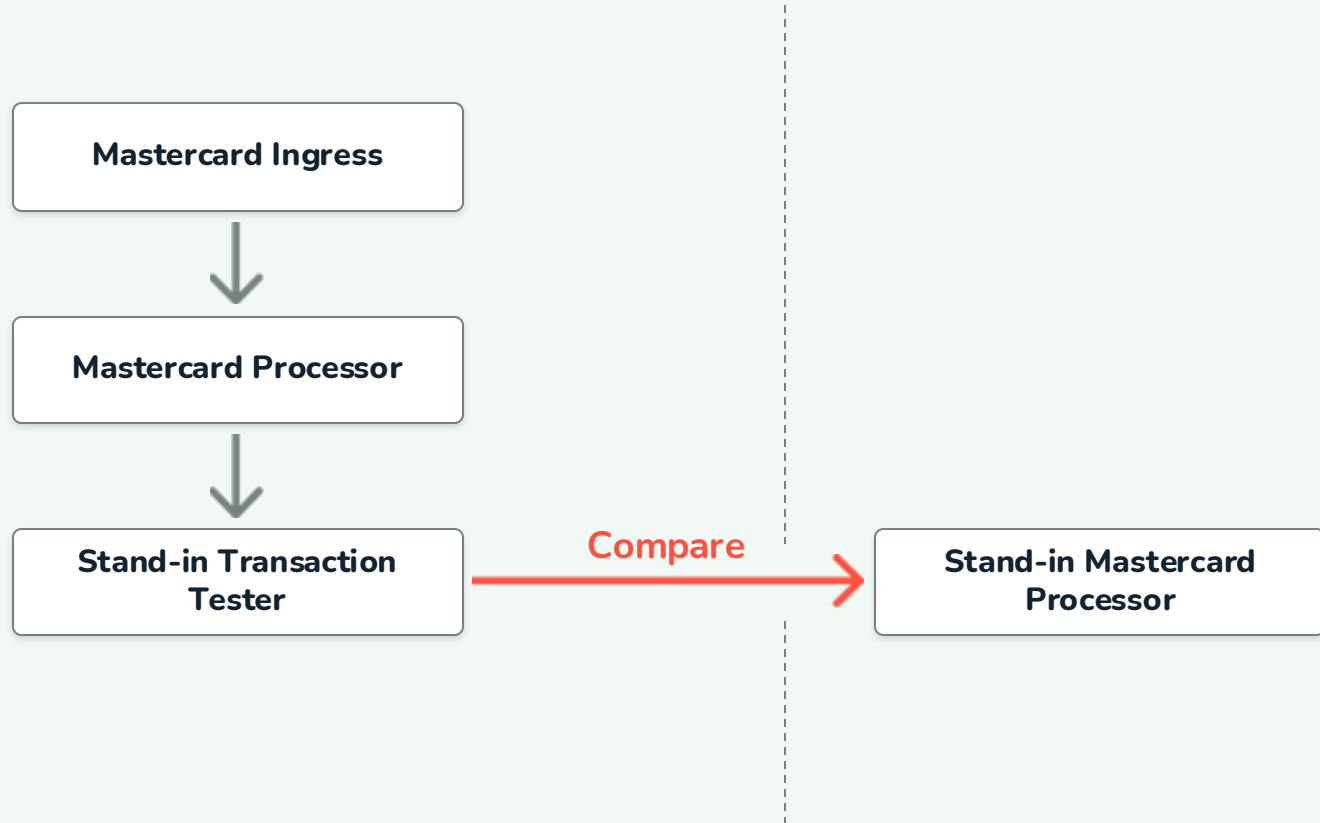 Mastercard Ingress
Mastercard Processor
Compare
Stand-in Transaction
Tester
Stand-in Mastercard
Processor